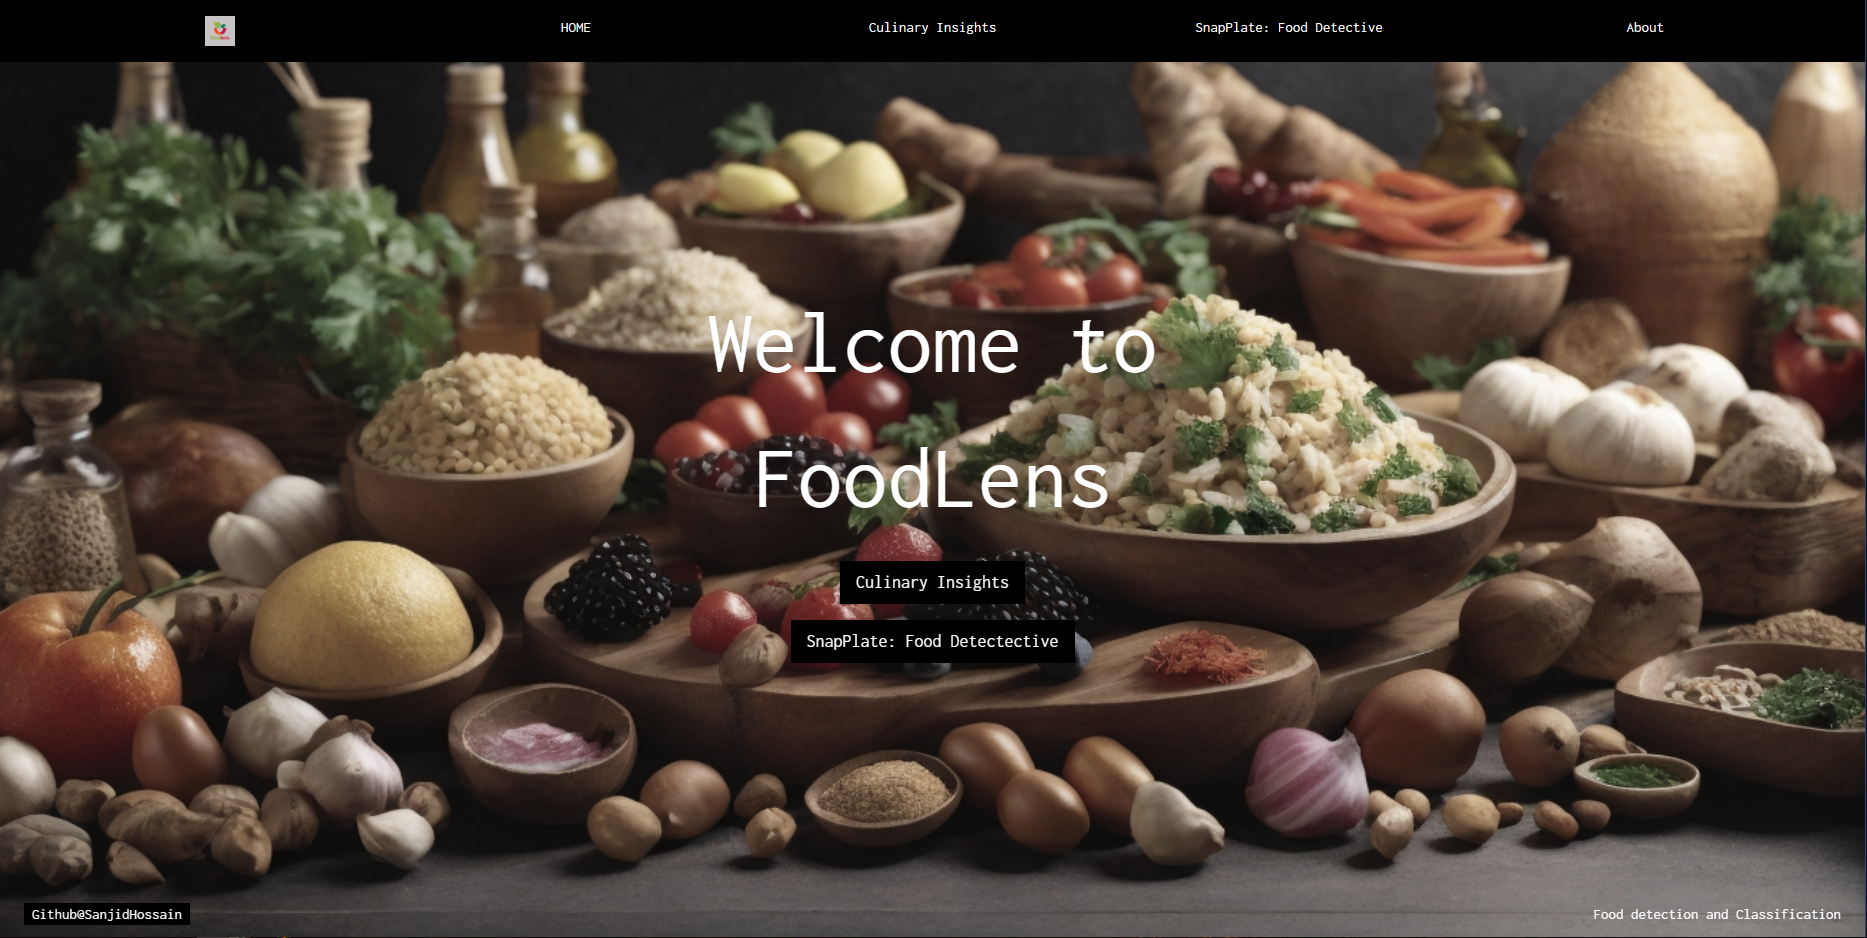 HOME
Culinary Insights
SnapPlate: Food Detective
About
Welcome to
FoodLens
Culinary Insights
SnapPlate: Food Detectective
Github@SanjidHossain
Food detection and Classification